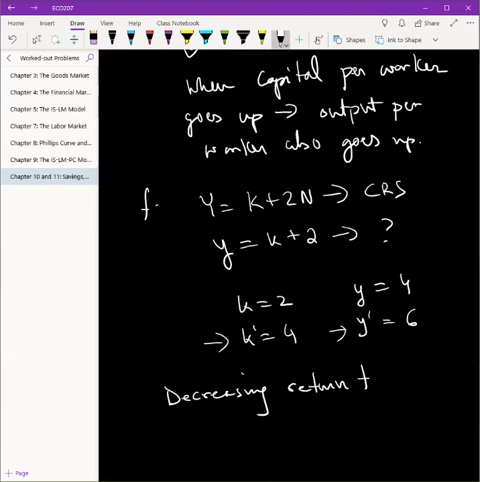 ECO207
File Home Insert Draw View Help Class Notebook Share
Shapes Ink to Shape
Worked-out Problems
Chapter 3: The Goods Market
Chapter 4: The Financial Mar...
Chapter 5: The IS-LM Model
Chapter 7: The Labor Market
Chapter 8: Phillips Curve and...
Chapter 9: The IS-LM-PC Mo...
Chapter 10 and 11: Savings,...
+ Page
when capital per worker
goes up → output per
worker also goes up.
f. Y = K + 2N → CRS
y = k + 2 → ?
k = 2 y = 4
→ k' = 4 → y' = 6
Decreasing return t